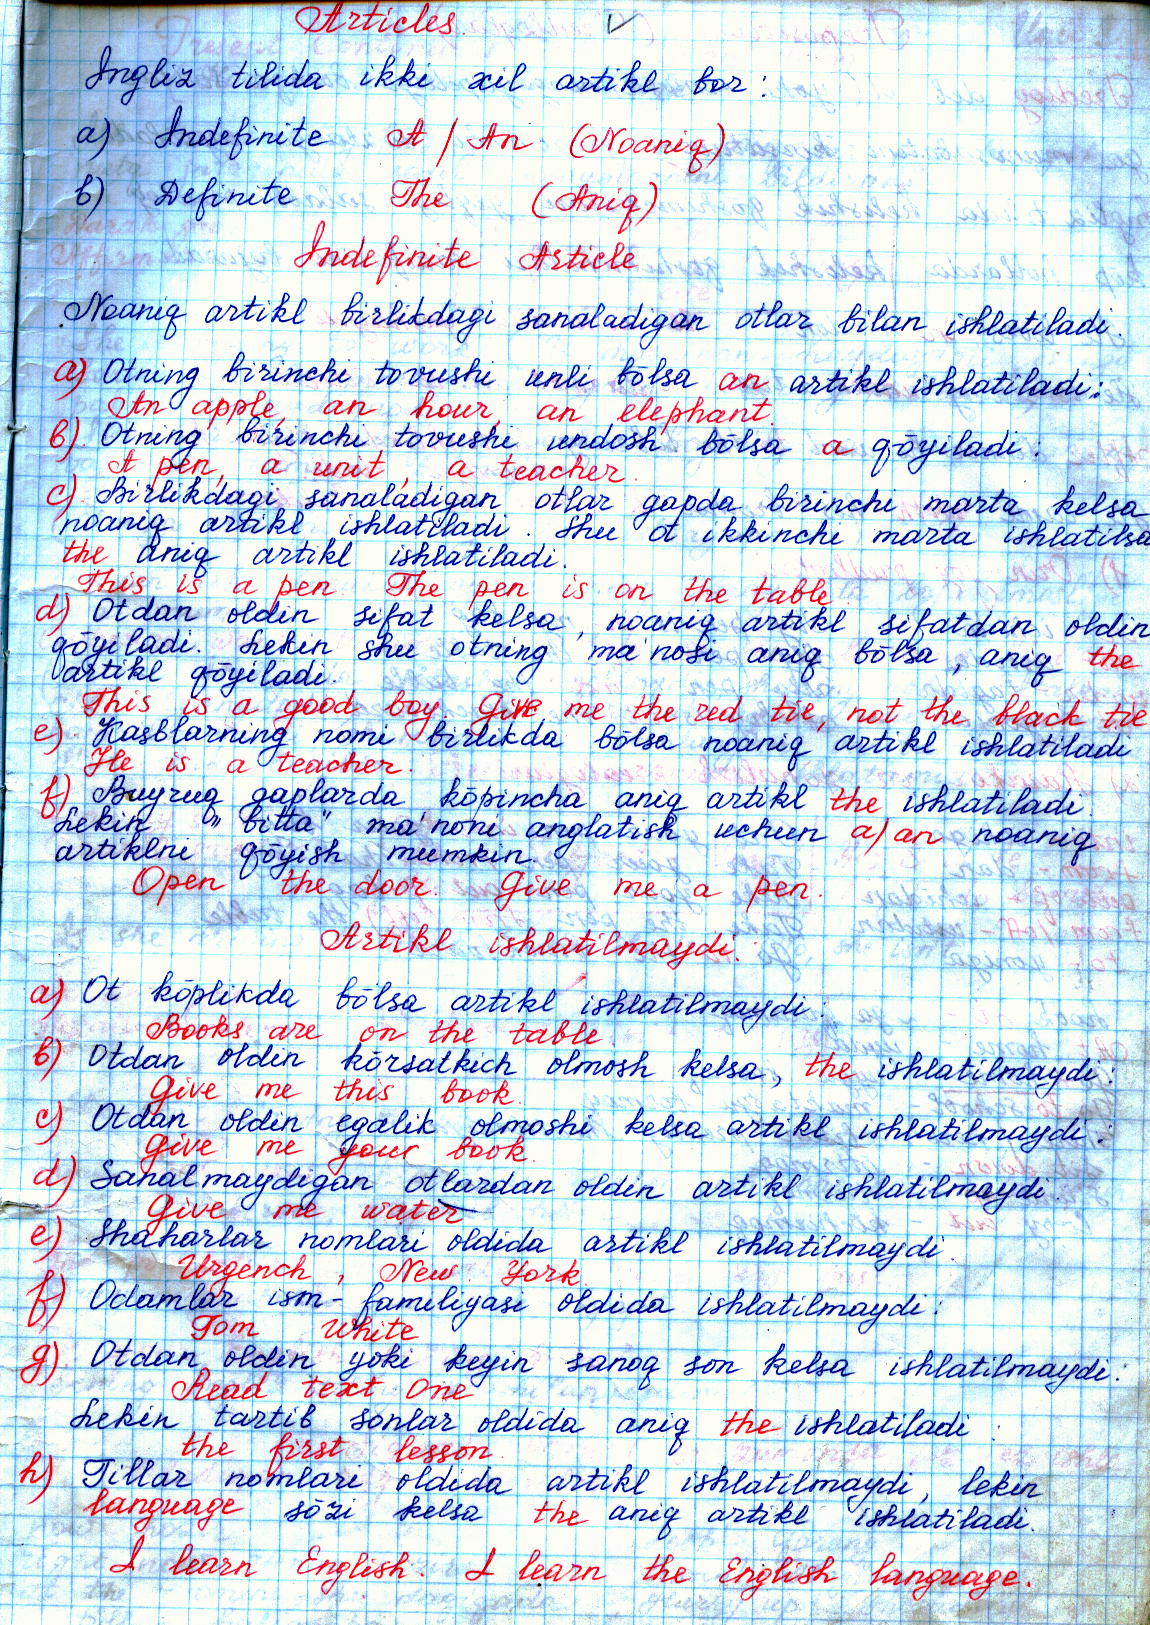 Articles
Ingliz tilida ikki xil artikl bor :
a) Indefinite A / An (Noaniq)
b) Definite The (Aniq)
Indefinite Article
Noaniq artikl birlikdagi sanaladigan otlar bilan ishlatiladi.
a) Otning birinchi tovushi unli bōlsa an artikl ishlatiladi:
An apple, an hour, an elephant.
b) Otning birinchi tovushi undosh bōlsa a qōyiladi :
A pen, a unit, a teacher.
c) Birlikdagi sanaladigan otlar gapda birinchi marta kelsa
noaniq artikl ishlatiladi. Shu ot ikkinchi marta ishlatilsa
the aniq artikl ishlatiladi.
This is a pen. The pen is on the table
d) Otdan oldin sifat kelsa, noaniq artikl sifatdan oldin
qōyiladi. Lekin shu otning ma'nosi aniq bōlsa, aniq the
artikl qōyiladi.
This is a good boy. Give me the red tie, not the black tie
e) Kasblarning nomi birlikda bōlsa noaniq artikl ishlatiladi
He is a teacher.
f) Buyruq gaplarda kōpincha aniq artikl the ishlatiladi.
Lekin "bitta" ma'noni anglatish uchun a/an noaniq
artiklni qōyish mumkin.
Open the door. Give me a pen.
Artikl ishlatilmaydi:
a) Ot kōplikda bōlsa artikl ishlatilmaydi :
Books are on the table.
b) Otdan oldin kōrsatkich olmosh kelsa, the ishlatilmaydi :
Give me this book.
c) Otdan oldin egalik olmoshi kelsa artikl ishlatilmaydi :
Give me your book.
d) Sanalmaydigan otlardan oldin artikl ishlatilmaydi.
Give me water
e) Shaharlar nomlari oldida artikl ishlatilmaydi.
Urgench, New York.
f) Odamlar ism-familiyasi oldida ishlatilmaydi :
Tom White
g) Otdan oldin yoki keyin sanoq son kelsa ishlatilmaydi :
Read text One
Lekin tartib sonlar oldida aniq the ishlatiladi :
the first lesson.
h) Tillar nomlari oldida artikl ishlatilmaydi, lekin
language sōzi kelsa the aniq artikl ishlatiladi.
I learn English. I learn the English language.